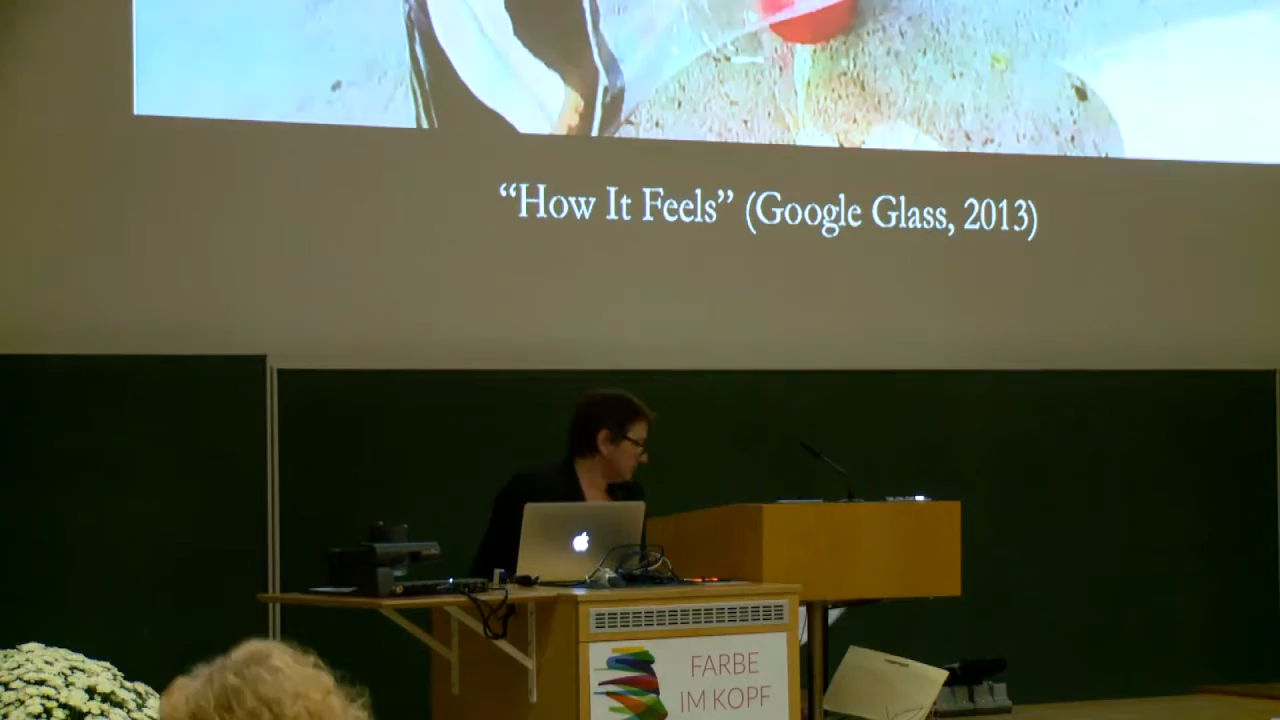 “How It Feels” (Google Glass, 2013)
FARBE
IM KOPF